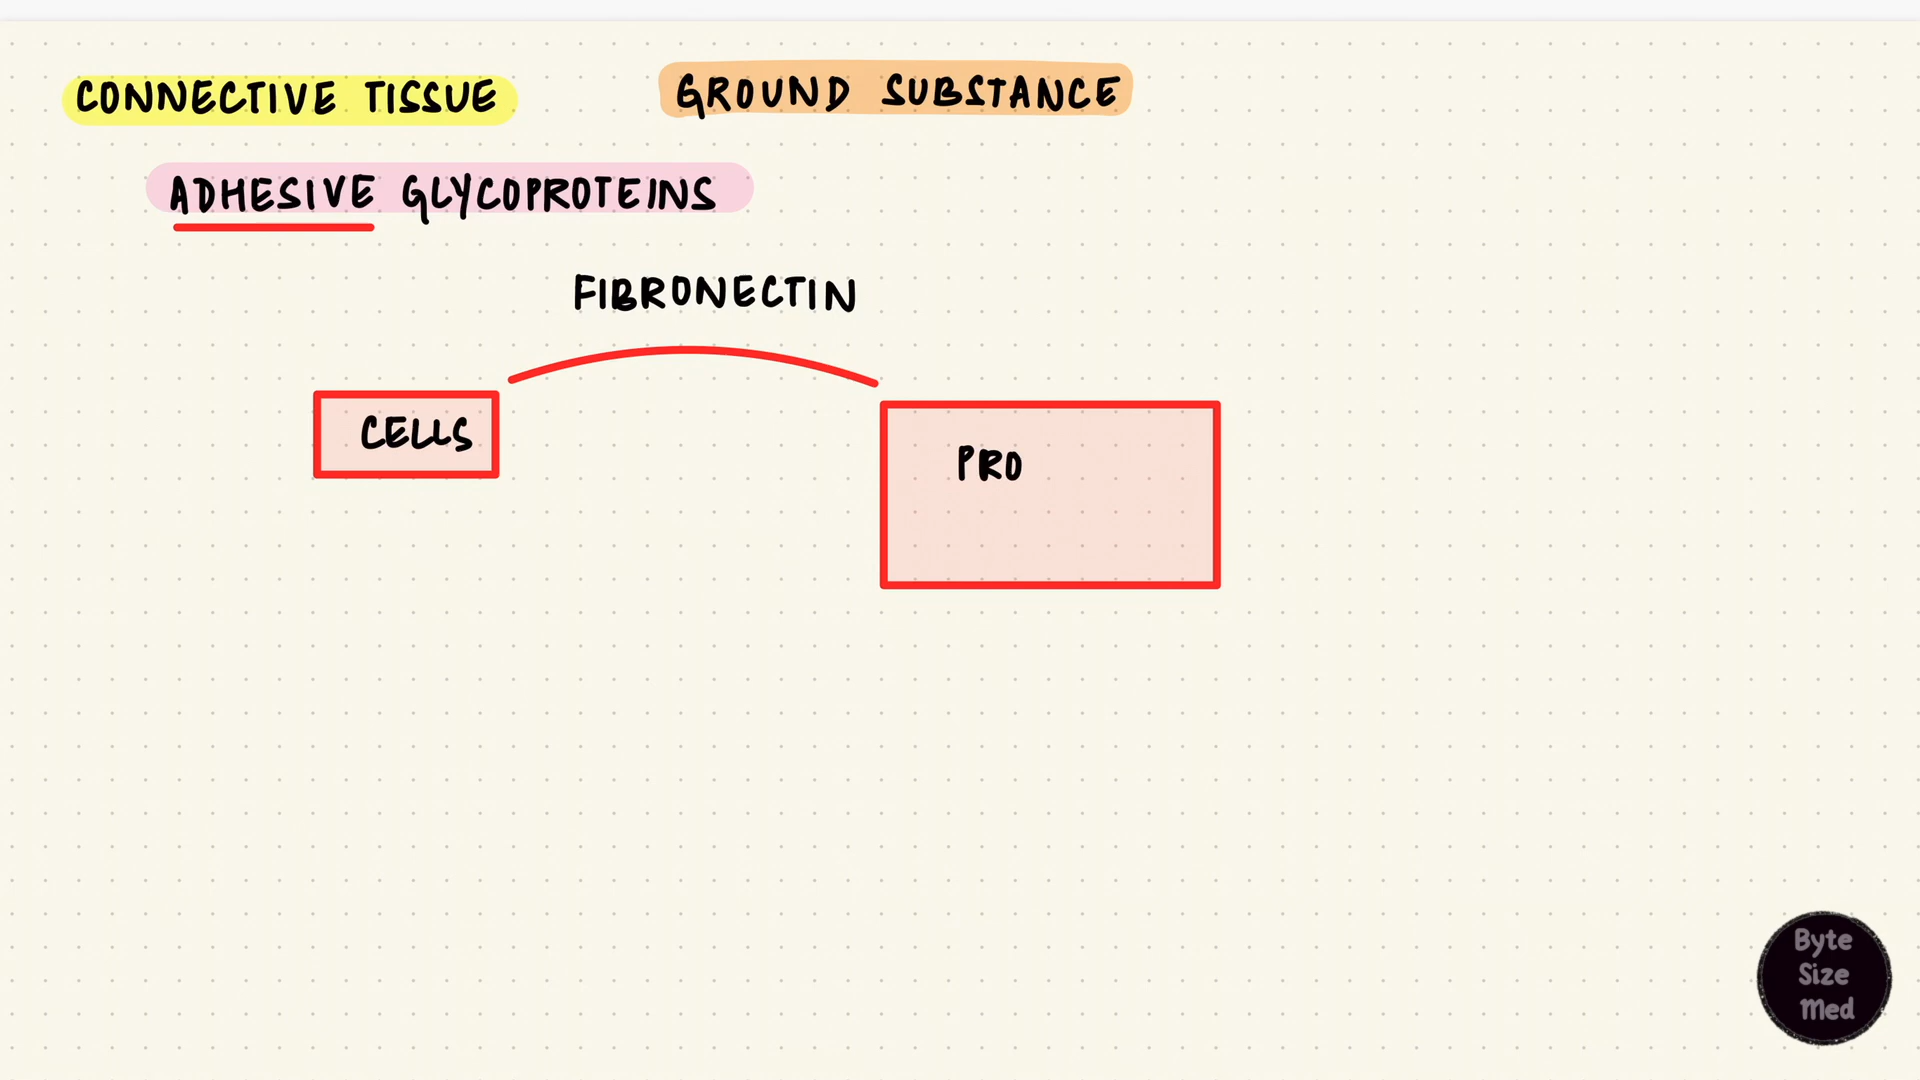 CONNECTIVE TISSUE
GROUND SUBSTANCE
ADHESIVE GLYCOPROTEINS
FIBRONECTIN
CELLS
PRO
Byte
Size
Med